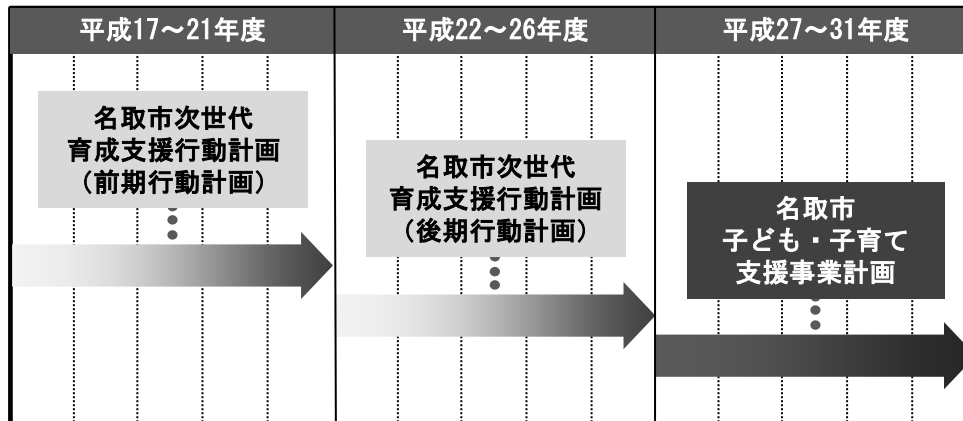 平成17～21年度
平成22～26年度
平成27～31年度
名取市次世代
育成支援行動計画
（前期行動計画）
名取市次世代
育成支援行動計画
（後期行動計画）
名取市
子ども・子育て
支援事業計画